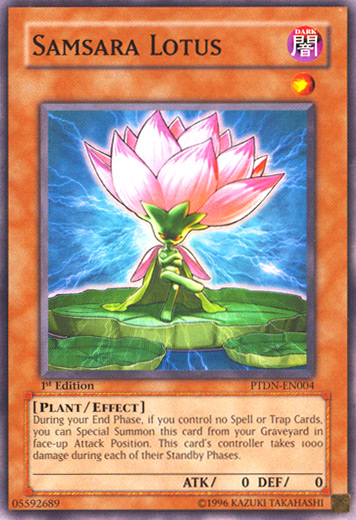 SAMSARA LOTUS
DARK
闇
1st Edition
PTDN-EN004
[PLANT/EFFECT]
During your End Phase, if you control no Spell or Trap Cards,
you can Special Summon this card from your Graveyard in
face-up Attack Position. This card's controller takes 1000
damage during each of their Standby Phases.
ATK/ 0 DEF/ 0
05592689
©1996 KAZUKI TAKAHASHI